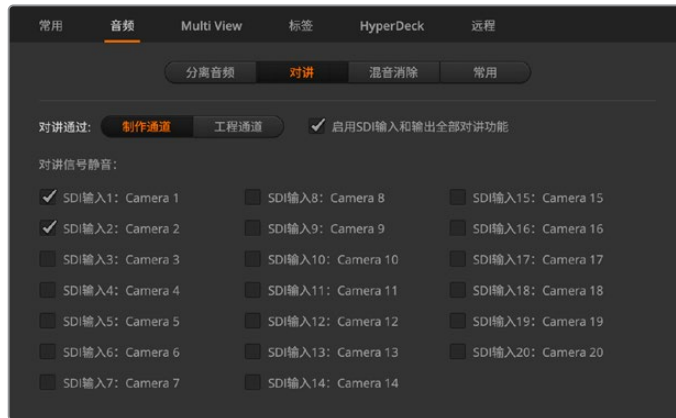 常用 音频 Multi View 标签 HyperDeck 远程
分离音频 对讲 混音消除 常用
对讲通过: 制作通道 工程通道 启用SDI输入和输出全部对讲功能
对讲信号静音:
SDI输入1: Camera 1 SDI输入8: Camera 8 SDI输入15: Camera 15
SDI输入2: Camera 2 SDI输入9: Camera 9 SDI输入16: Camera 16
SDI输入3: Camera 3 SDI输入10: Camera 10 SDI输入17: Camera 17
SDI输入4: Camera 4 SDI输入11: Camera 11 SDI输入18: Camera 18
SDI输入5: Camera 5 SDI输入12: Camera 12 SDI输入19: Camera 19
SDI输入6: Camera 6 SDI输入13: Camera 13 SDI输入20: Camera 20
SDI输入7: Camera 7 SDI输入14: Camera 14